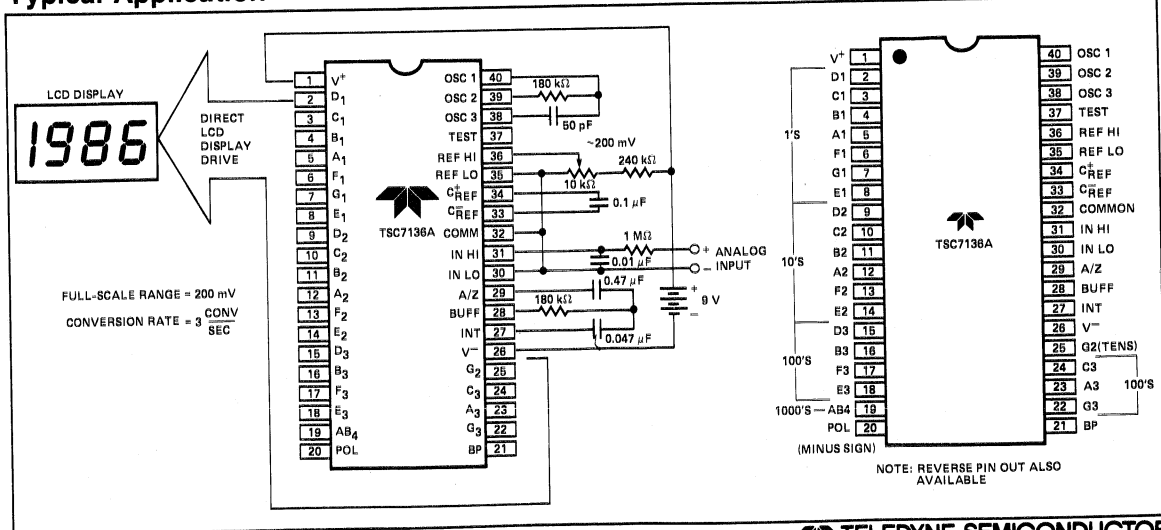 Typical Application
LCD DISPLAY
1986
DIRECT
LCD
DISPLAY
DRIVE
FULL-SCALE RANGE = 200 mV
CONVERSION RATE = 3 CONV
SEC
1 V+
2 D1
3 C1
4 B1
5 A1
6 F1
7 G1
8 E1
9 D2
10 C2
11 B2
12 A2
13 F2
14 E2
15 D3
16 B3
17 F3
18 E3
19 AB4
20 POL
TSC7136A
OSC 1 40
OSC 2 39
OSC 3 38
TEST 37
REF HI 36
REF LO 35
C+REF 34
C−REF 33
COMM 32
IN HI 31
IN LO 30
A/Z 29
BUFF 28
INT 27
V− 26
G2 25
C3 24
A3 23
G3 22
BP 21
180 kΩ
50 pF
~200 mV
240 kΩ
10 kΩ
0.1 µF
1 MΩ
+ ANALOG
0.01 µF
− INPUT
0.47 µF
180 kΩ
+
9 V
−
0.047 µF
V+ 1
D1 2
C1 3
B1 4
1'S
A1 5
F1 6
G1 7
E1 8
D2 9
C2 10
B2 11
10'S
A2 12
F2 13
E2 14
D3 15
B3 16
100'S
F3 17
E3 18
1000'S — AB4 19
POL 20
(MINUS SIGN)
TSC7136A
40 OSC 1
39 OSC 2
38 OSC 3
37 TEST
36 REF HI
35 REF LO
34 C+REF
33 C−REF
32 COMMON
31 IN HI
30 IN LO
29 A/Z
28 BUFF
27 INT
26 V−
25 G2(TENS)
24 C3
23 A3
100'S
22 G3
21 BP
NOTE: REVERSE PIN OUT ALSO
AVAILABLE
TELEDYNE SEMICONDUCTOR